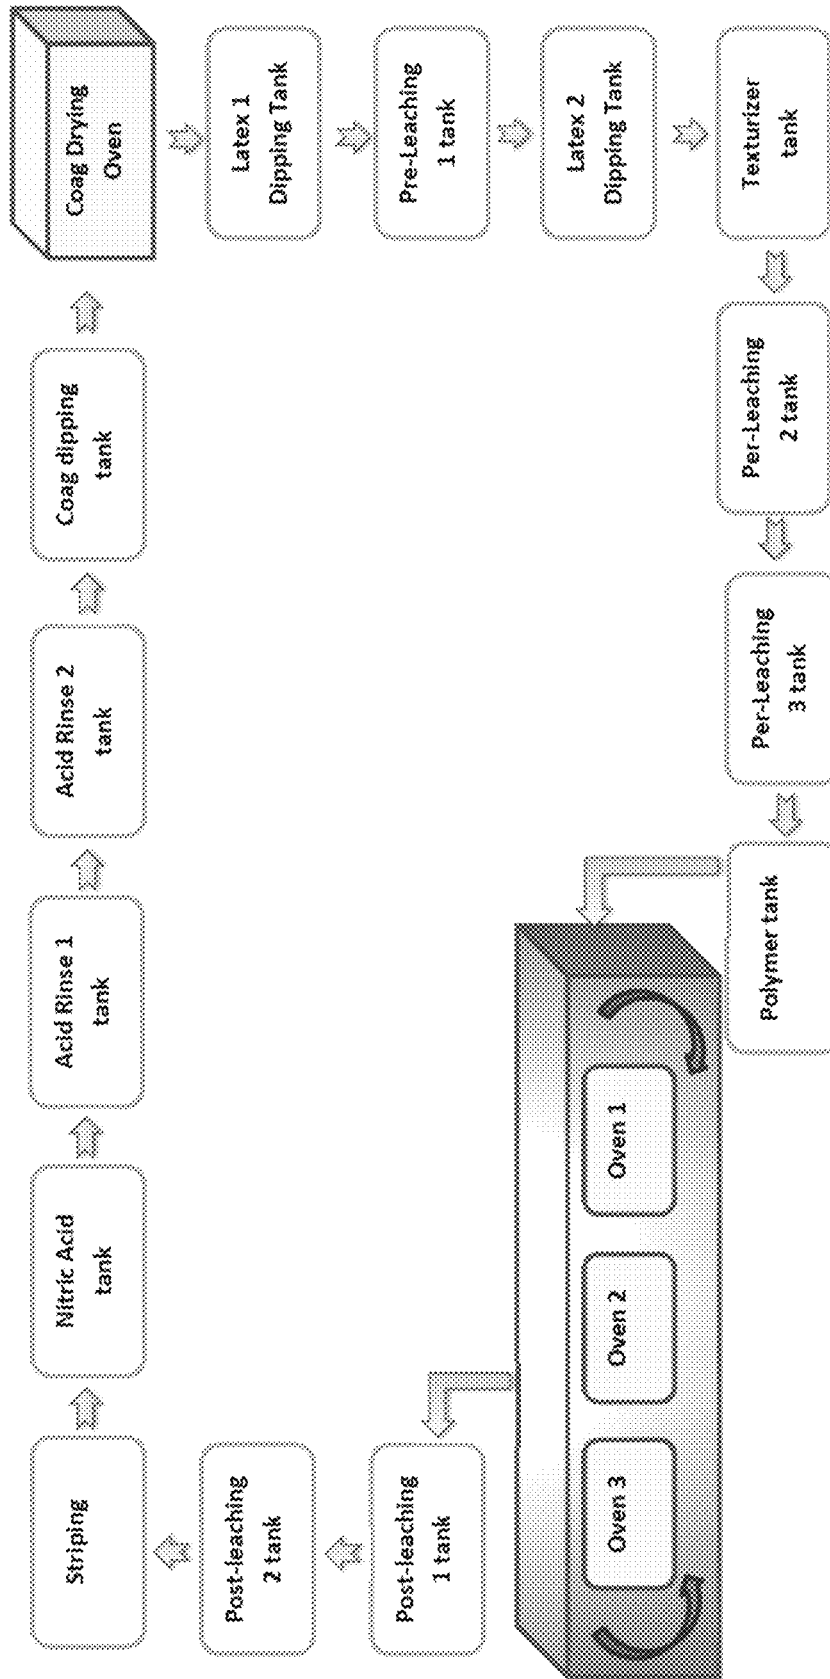 Striping
Nitric Acid
tank
Acid Rinse 1
tank
Acid Rinse 2
tank
Coag dipping
tank
Coag Drying
Oven
Latex 1
Dipping Tank
Pre-Leaching
1 tank
Latex 2
Dipping Tank
Texturizer
tank
Per-Leaching
2 tank
Per-Leaching
3 tank
Polymer tank
Oven 1
Oven 2
Oven 3
Post-leaching
1 tank
Post-leaching
2 tank